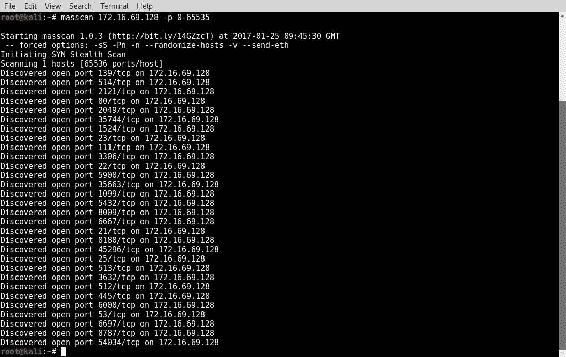 File Edit View Search Terminal Help
root@kali:~# masscan 172.16.69.128 -p 0-65535
Starting masscan 1.0.3 (http://bit.ly/14GZzcT) at 2017-01-25 09:45:30 GMT
-- forced options: -sS -Pn -n --randomize-hosts -v --send-eth
Initiating SYN Stealth Scan
Scanning 1 hosts [65536 ports/host]
Discovered open port 139/tcp on 172.16.69.128
Discovered open port 514/tcp on 172.16.69.128
Discovered open port 2121/tcp on 172.16.69.128
Discovered open port 80/tcp on 172.16.69.128
Discovered open port 2049/tcp on 172.16.69.128
Discovered open port 35744/tcp on 172.16.69.128
Discovered open port 1524/tcp on 172.16.69.128
Discovered open port 23/tcp on 172.16.69.128
Discovered open port 111/tcp on 172.16.69.128
Discovered open port 3306/tcp on 172.16.69.128
Discovered open port 22/tcp on 172.16.69.128
Discovered open port 5900/tcp on 172.16.69.128
Discovered open port 35663/tcp on 172.16.69.128
Discovered open port 1099/tcp on 172.16.69.128
Discovered open port 5432/tcp on 172.16.69.128
Discovered open port 8009/tcp on 172.16.69.128
Discovered open port 6667/tcp on 172.16.69.128
Discovered open port 21/tcp on 172.16.69.128
Discovered open port 8180/tcp on 172.16.69.128
Discovered open port 45296/tcp on 172.16.69.128
Discovered open port 25/tcp on 172.16.69.128
Discovered open port 513/tcp on 172.16.69.128
Discovered open port 3632/tcp on 172.16.69.128
Discovered open port 512/tcp on 172.16.69.128
Discovered open port 445/tcp on 172.16.69.128
Discovered open port 6000/tcp on 172.16.69.128
Discovered open port 53/tcp on 172.16.69.128
Discovered open port 6697/tcp on 172.16.69.128
Discovered open port 8787/tcp on 172.16.69.128
Discovered open port 54034/tcp on 172.16.69.128
root@kali:~#